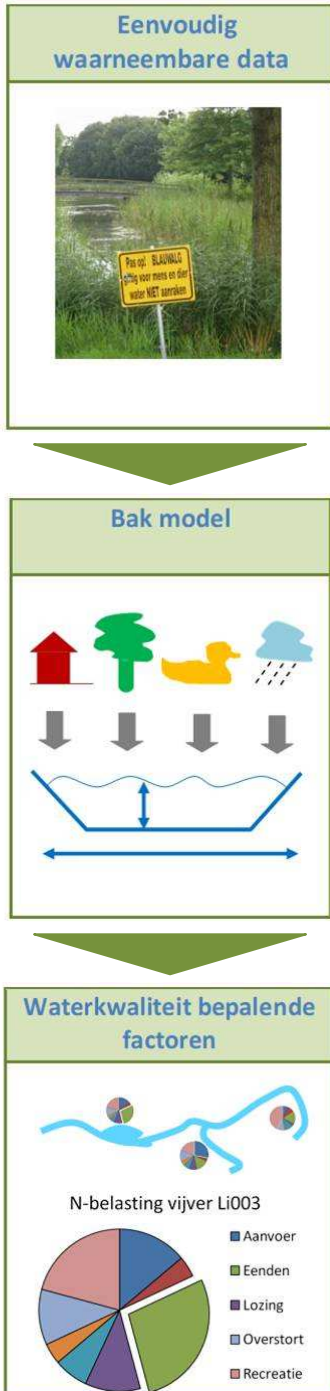 Eenvoudig
waarneembare data
Pas op! BLAUWALG
giftig voor mens en dier
water NIET aanraken
Bak model
Waterkwaliteit bepalende
factoren
N-belasting vijver Li003
Aanvoer
Eenden
Lozing
Overstort
Recreatie